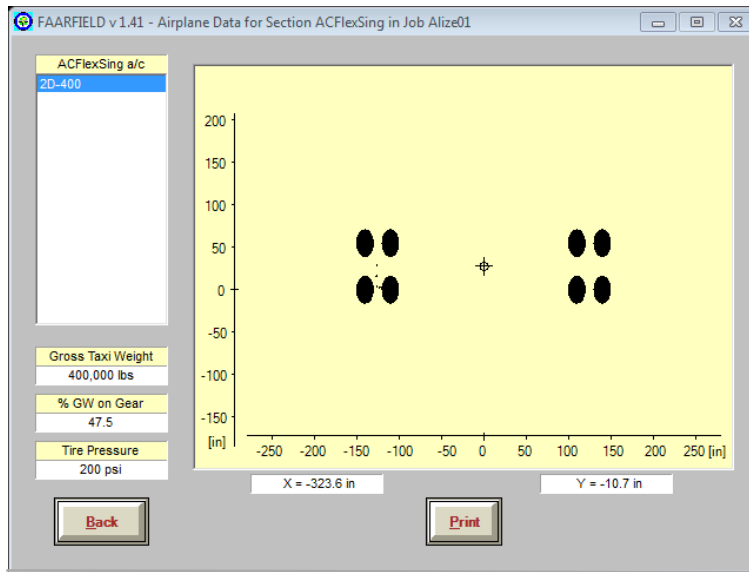 FAARFIELD v 1.41 - Airplane Data for Section ACFlexSing in Job Alize01
ACFlexSing a/c
2D-400
Gross Taxi Weight
400,000 lbs
% GW on Gear
47.5
Tire Pressure
200 psi
Back
200
150
100
50
0
-50
-100
-150
[in]
-250 -200 -150 -100 -50 0 50 100 150 200 250 [in]
X = -323.6 in
Y = -10.7 in
Print